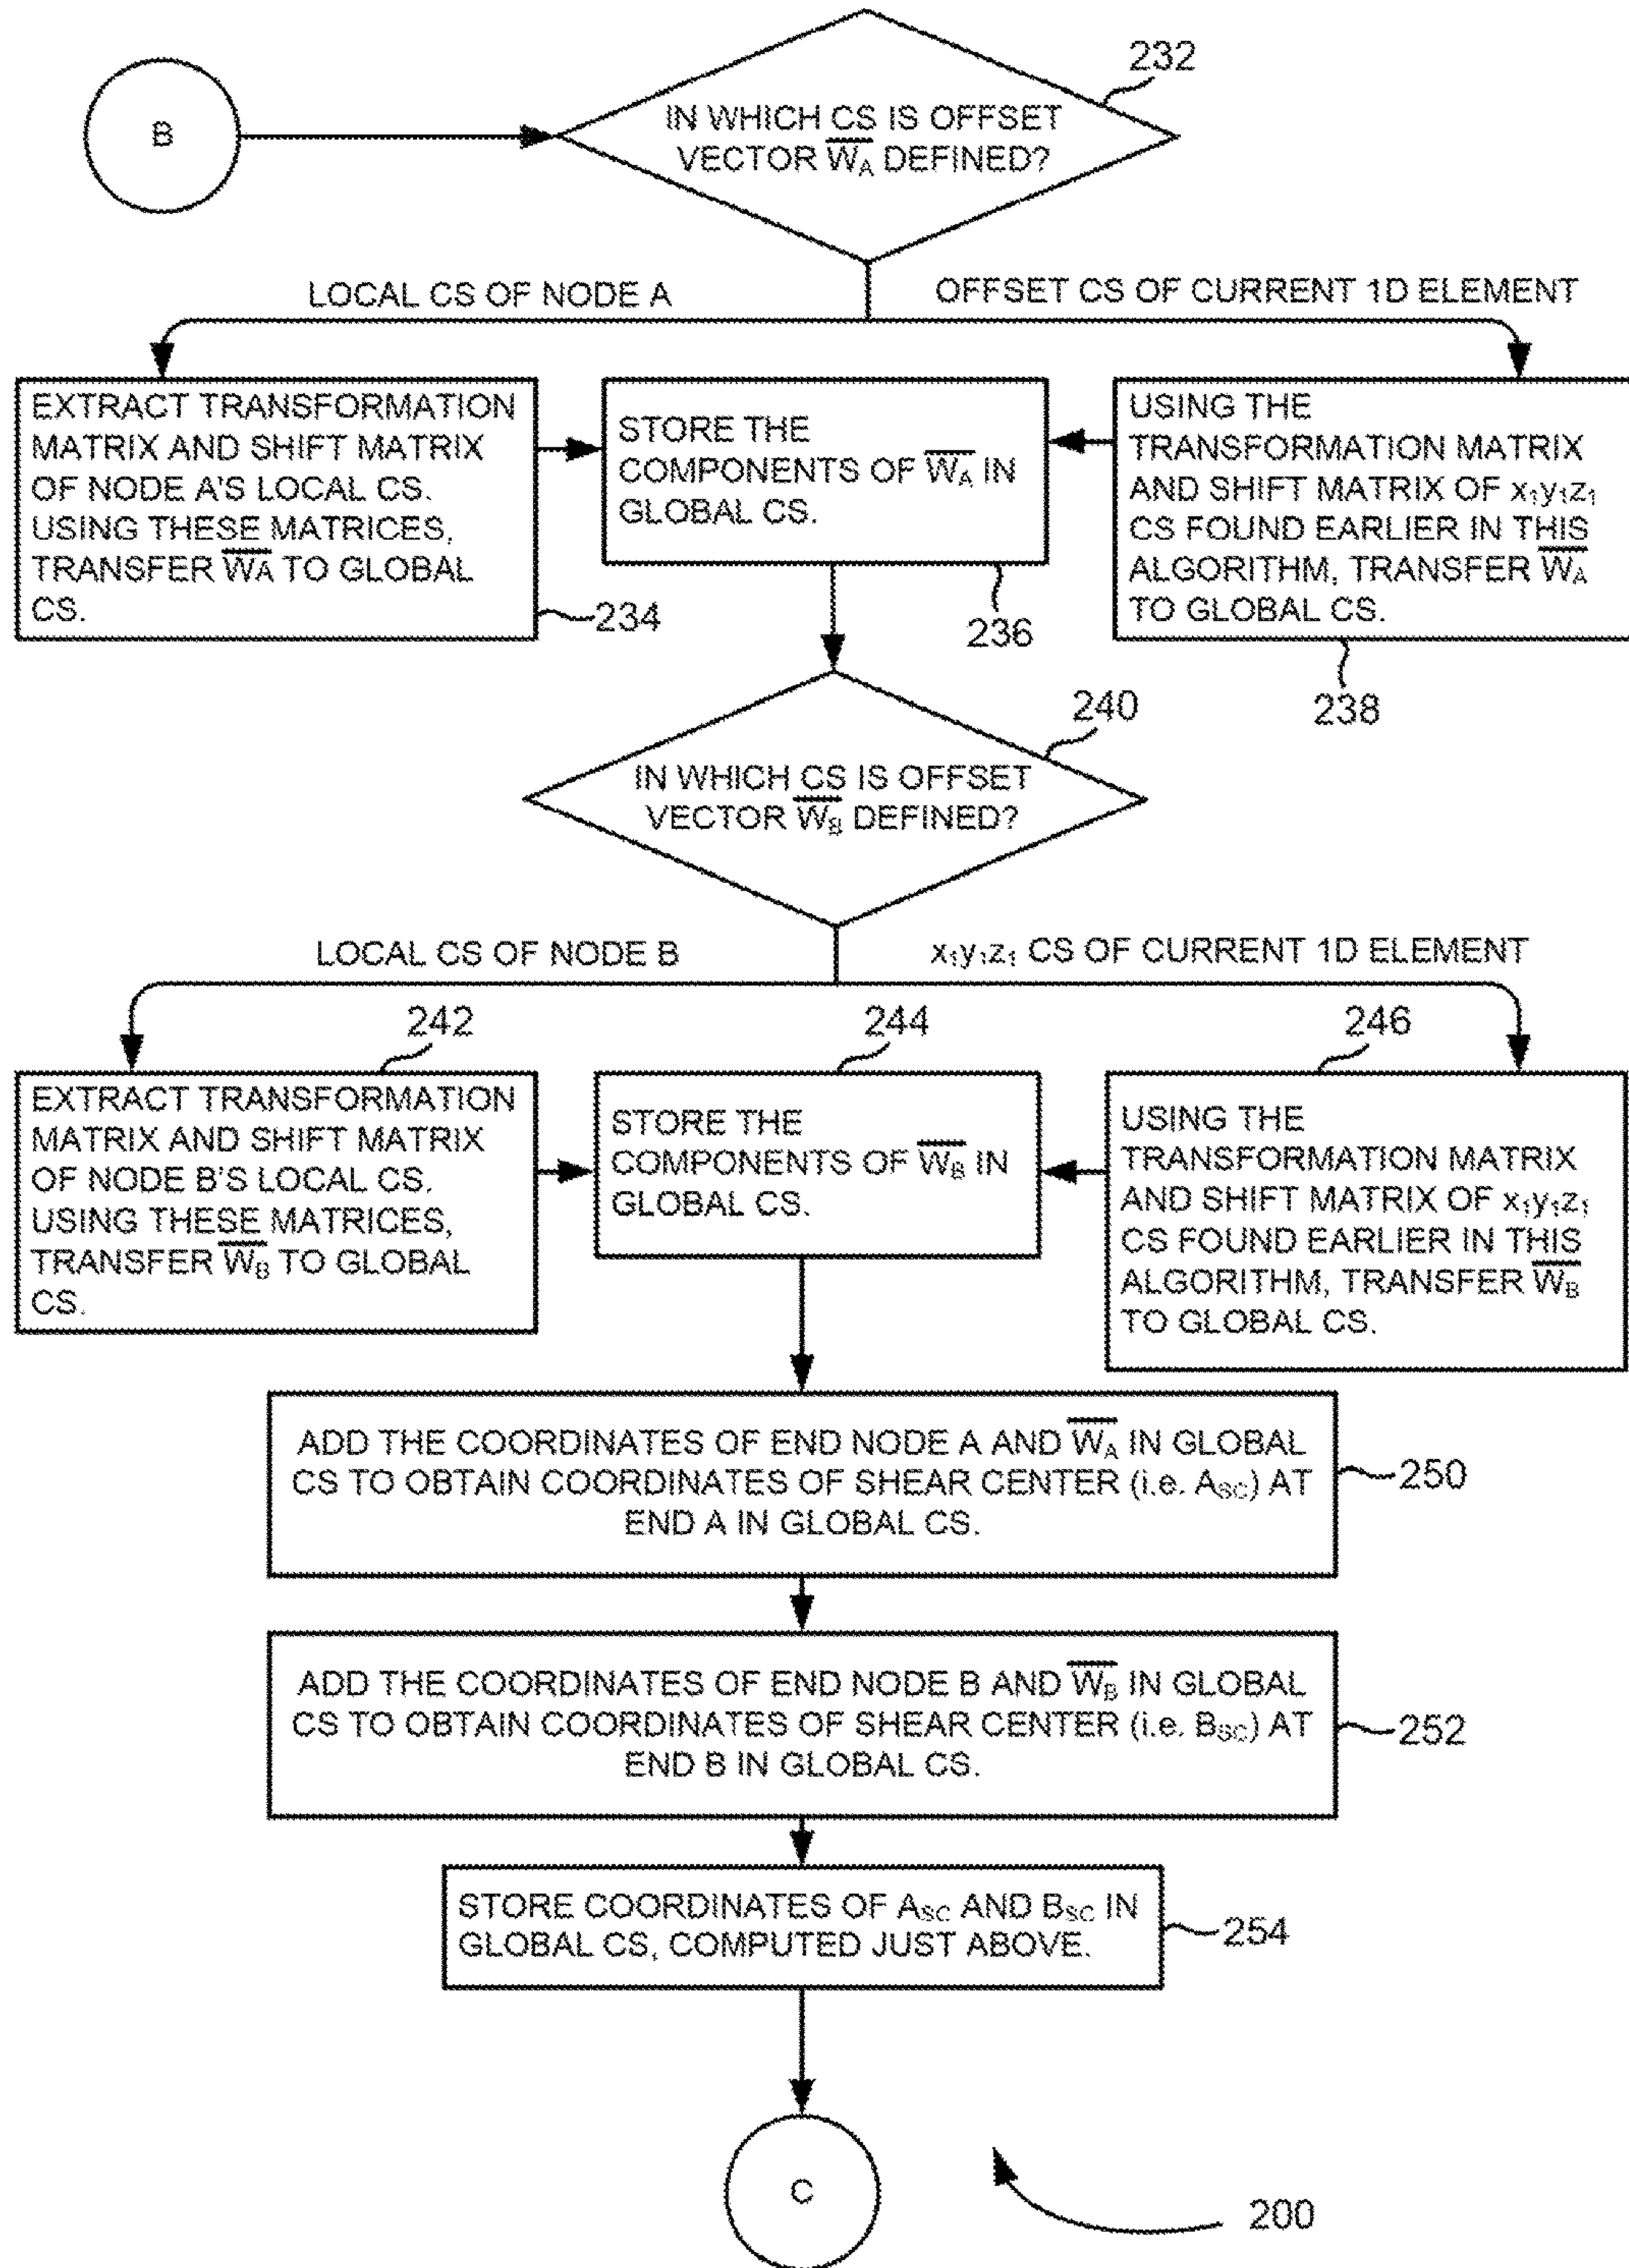 232
B
IN WHICH CS IS OFFSET
VECTOR W̅A̅ DEFINED?
LOCAL CS OF NODE A
OFFSET CS OF CURRENT 1D ELEMENT
EXTRACT TRANSFORMATION
MATRIX AND SHIFT MATRIX
OF NODE A'S LOCAL CS.
USING THESE MATRICES,
TRANSFER W̅A̅ TO GLOBAL
CS.
234
STORE THE
COMPONENTS OF W̅A̅ IN
GLOBAL CS.
236
USING THE
TRANSFORMATION MATRIX
AND SHIFT MATRIX OF x₁y₁z₁
CS FOUND EARLIER IN THIS
ALGORITHM, TRANSFER W̅A̅
TO GLOBAL CS.
238
240
IN WHICH CS IS OFFSET
VECTOR W̅B̅ DEFINED?
LOCAL CS OF NODE B
x₁y₁z₁ CS OF CURRENT 1D ELEMENT
242
EXTRACT TRANSFORMATION
MATRIX AND SHIFT MATRIX
OF NODE B'S LOCAL CS.
USING THESE MATRICES,
TRANSFER W̅B̅ TO GLOBAL
CS.
244
STORE THE
COMPONENTS OF W̅B̅ IN
GLOBAL CS.
246
USING THE
TRANSFORMATION MATRIX
AND SHIFT MATRIX OF x₁y₁z₁
CS FOUND EARLIER IN THIS
ALGORITHM, TRANSFER W̅B̅
TO GLOBAL CS.
ADD THE COORDINATES OF END NODE A AND W̅A̅ IN GLOBAL
CS TO OBTAIN COORDINATES OF SHEAR CENTER (i.e. ASC) AT
END A IN GLOBAL CS.
250
ADD THE COORDINATES OF END NODE B AND W̅B̅ IN GLOBAL
CS TO OBTAIN COORDINATES OF SHEAR CENTER (i.e. BSC) AT
END B IN GLOBAL CS.
252
STORE COORDINATES OF ASC AND BSC IN
GLOBAL CS, COMPUTED JUST ABOVE.
254
C
200